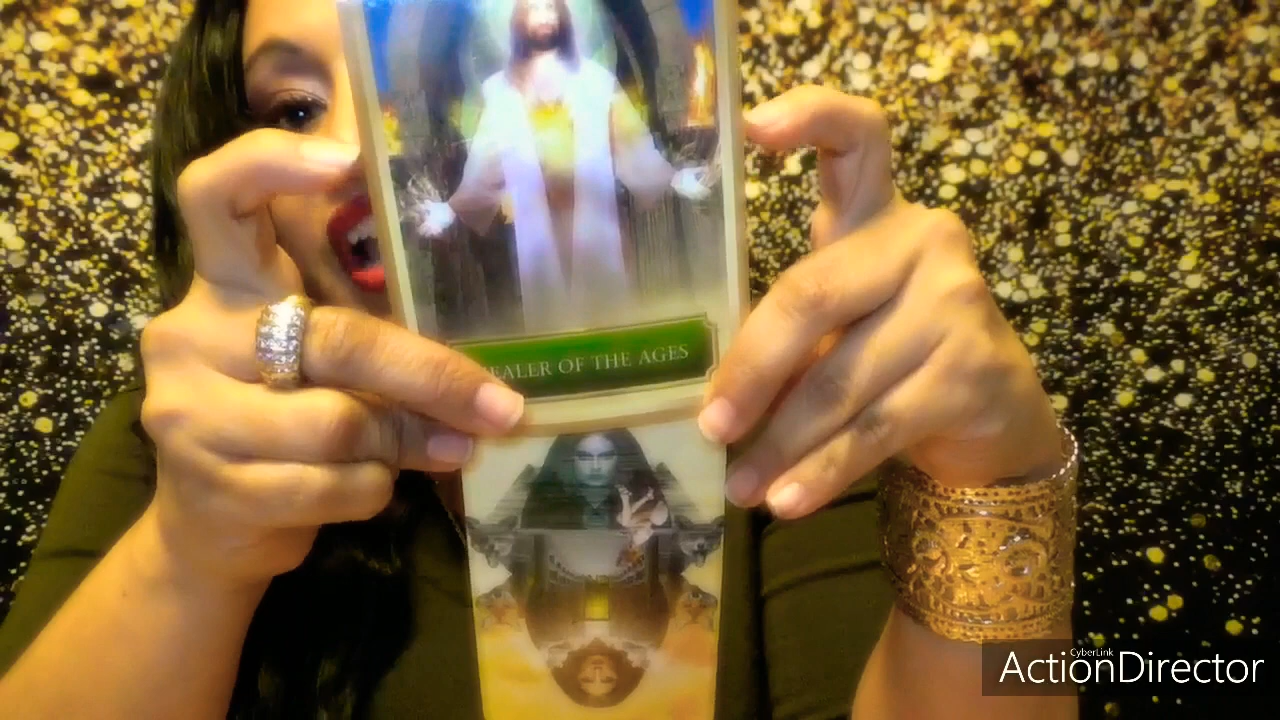 EALER OF THE AGES
CyberLink
ActionDirector